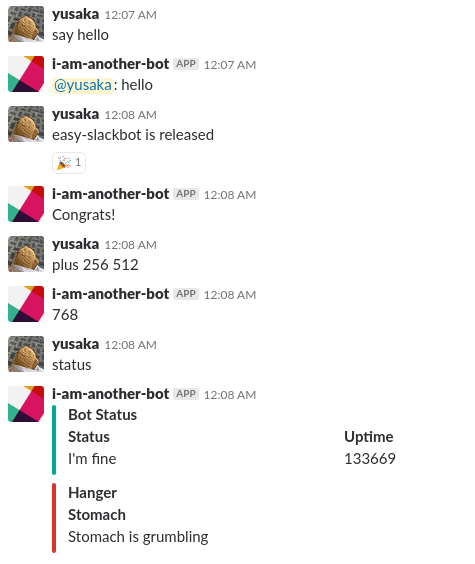 yusaka 12:07 AM
say hello
i-am-another-bot APP 12:07 AM
@yusaka: hello
yusaka 12:08 AM
easy-slackbot is released
1
i-am-another-bot APP 12:08 AM
Congrats!
yusaka 12:08 AM
plus 256 512
i-am-another-bot APP 12:08 AM
768
yusaka 12:08 AM
status
i-am-another-bot APP 12:08 AM
Bot Status
Status Uptime
I'm fine 133669
Hanger
Stomach
Stomach is grumbling